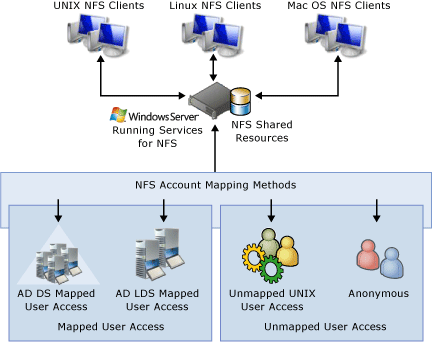 UNIX NFS Clients
Linux NFS Clients
Mac OS NFS Clients
Windows Server
Running Services
for NFS
NFS Shared
Resources
NFS Account Mapping Methods
AD DS Mapped
User Access
AD LDS Mapped
User Access
Mapped User Access
Unmapped UNIX
User Access
Anonymous
Unmapped User Access